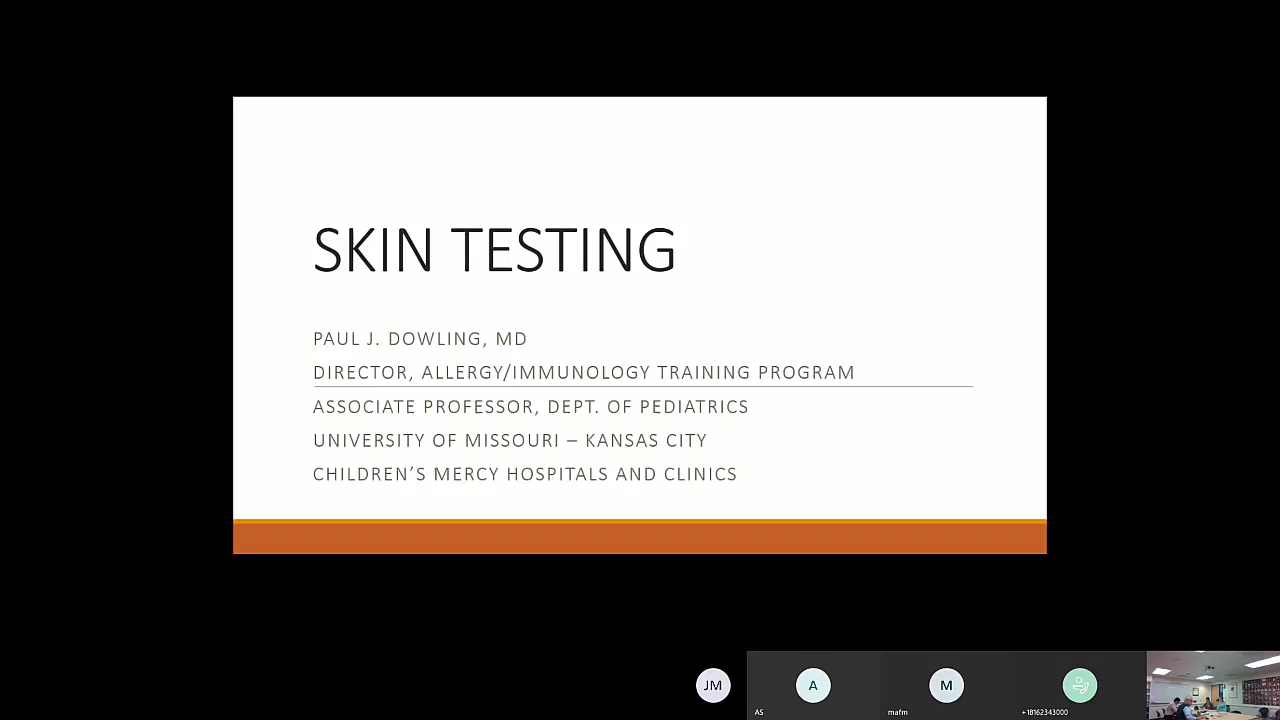 SKIN TESTING
PAUL J. DOWLING, MD
DIRECTOR, ALLERGY/IMMUNOLOGY TRAINING PROGRAM
ASSOCIATE PROFESSOR, DEPT. OF PEDIATRICS
UNIVERSITY OF MISSOURI – KANSAS CITY
CHILDREN’S MERCY HOSPITALS AND CLINICS
JM
A
M
AS
mafm
+18162343000